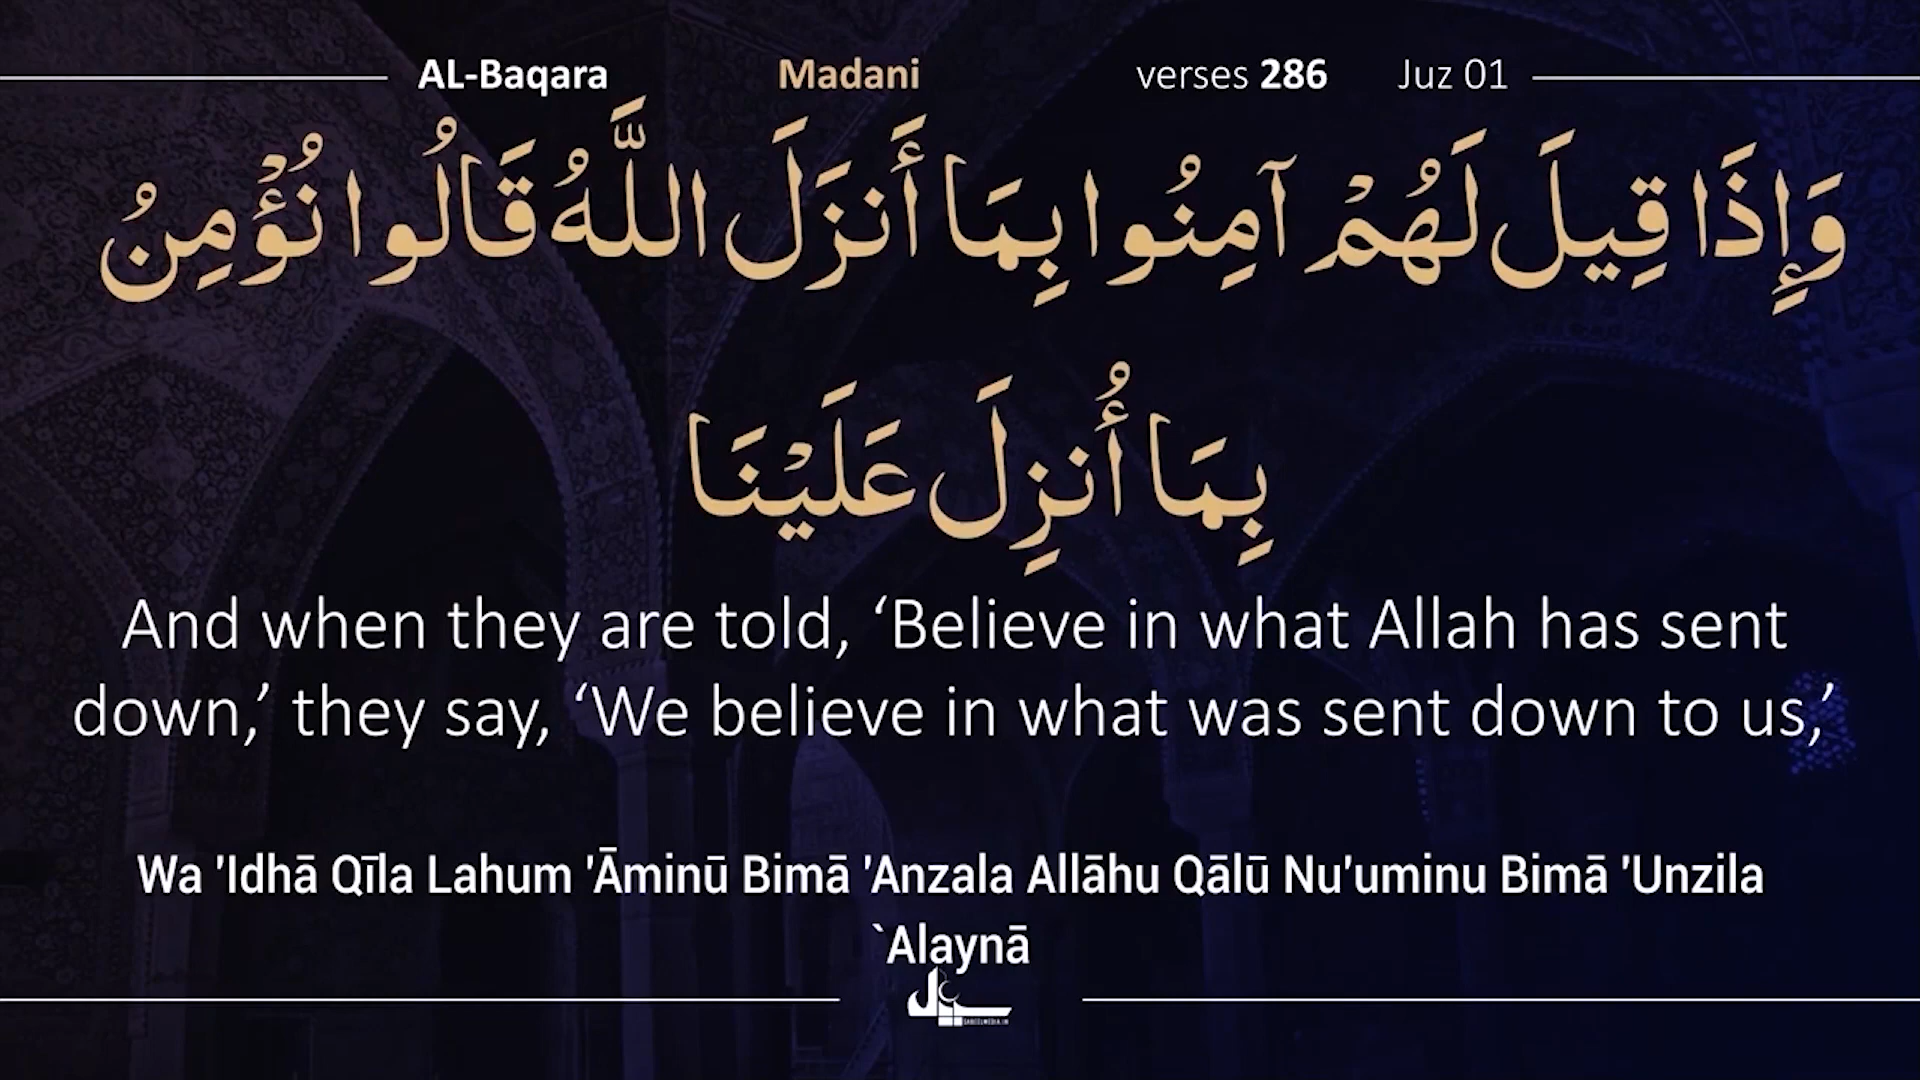 AL-Baqara Madani verses 286 Juz 01
وَإِذَا قِيلَ لَهُمْ آمِنُوا بِمَا أَنزَلَ اللَّهُ قَالُوا نُؤْمِنُ
بِمَا أُنزِلَ عَلَيْنَا
And when they are told, ‘Believe in what Allah has sent
down,’ they say, ‘We believe in what was sent down to us,’
Wa 'Idhā Qīla Lahum 'Āminū Bimā 'Anzala Allāhu Qālū Nu'uminu Bimā 'Unzila
`Alaynā